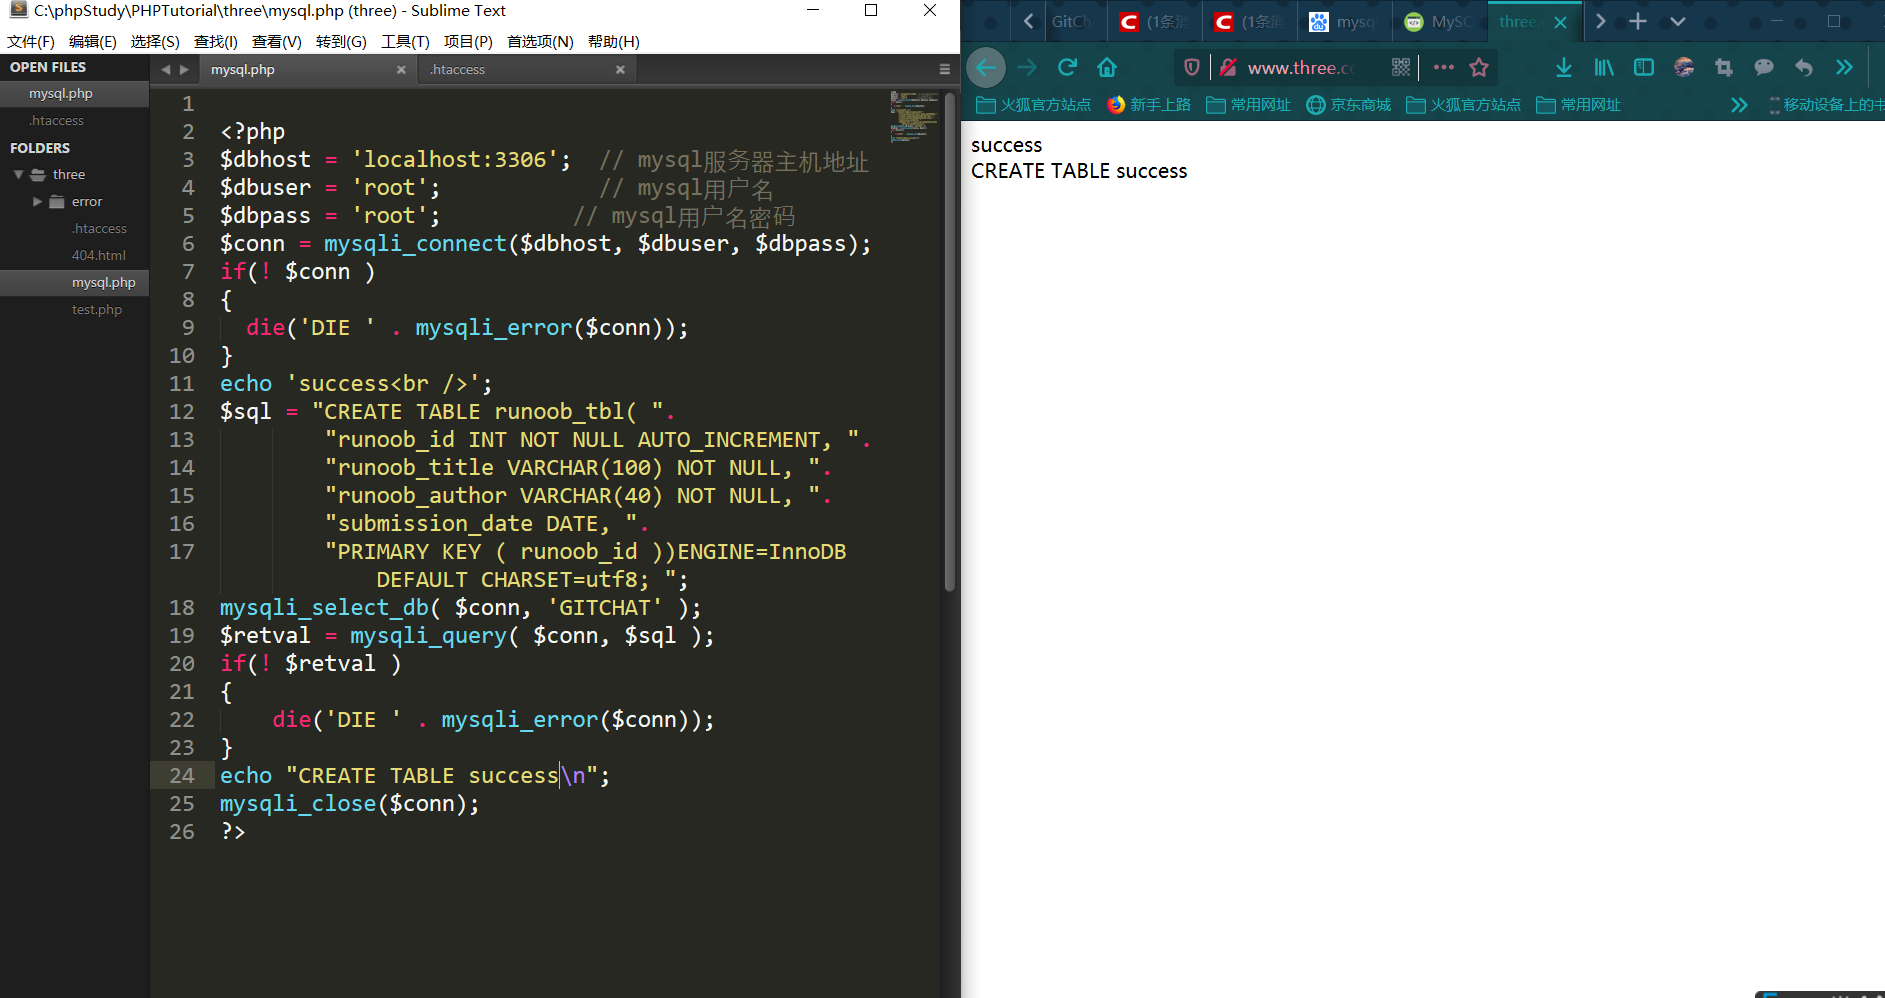 C:\phpStudy\PHPTutorial\three\mysql.php (three) - Sublime Text
文件(F) 编辑(E) 选择(S) 查找(I) 查看(V) 转到(G) 工具(T) 项目(P) 首选项(N) 帮助(H)
OPEN FILES
mysql.php
.htaccess
FOLDERS
three
error
.htaccess
404.html
mysql.php
test.php
mysql.php
.htaccess
1
2 <?php
3 $dbhost = 'localhost:3306';  // mysql服务器主机地址
4 $dbuser = 'root';            // mysql用户名
5 $dbpass = 'root';          // mysql用户名密码
6 $conn = mysqli_connect($dbhost, $dbuser, $dbpass);
7 if(! $conn )
8 {
9   die('DIE ' . mysqli_error($conn));
10 }
11 echo 'success<br />';
12 $sql = "CREATE TABLE runoob_tbl( ".
13         "runoob_id INT NOT NULL AUTO_INCREMENT, ".
14         "runoob_title VARCHAR(100) NOT NULL, ".
15         "runoob_author VARCHAR(40) NOT NULL, ".
16         "submission_date DATE, ".
17         "PRIMARY KEY ( runoob_id ))ENGINE=InnoDB
DEFAULT CHARSET=utf8; ";
18 mysqli_select_db( $conn, 'GITCHAT' );
19 $retval = mysqli_query( $conn, $sql );
20 if(! $retval )
21 {
22     die('DIE ' . mysqli_error($conn));
23 }
24 echo "CREATE TABLE success\n";
25 mysqli_close($conn);
26 ?>
GitCh (1条消 (1条消 mysq MySQ three.
www.three.c
火狐官方站点 新手上路 常用网址 京东商城 火狐官方站点 常用网址 移动设备上的书
success
CREATE TABLE success